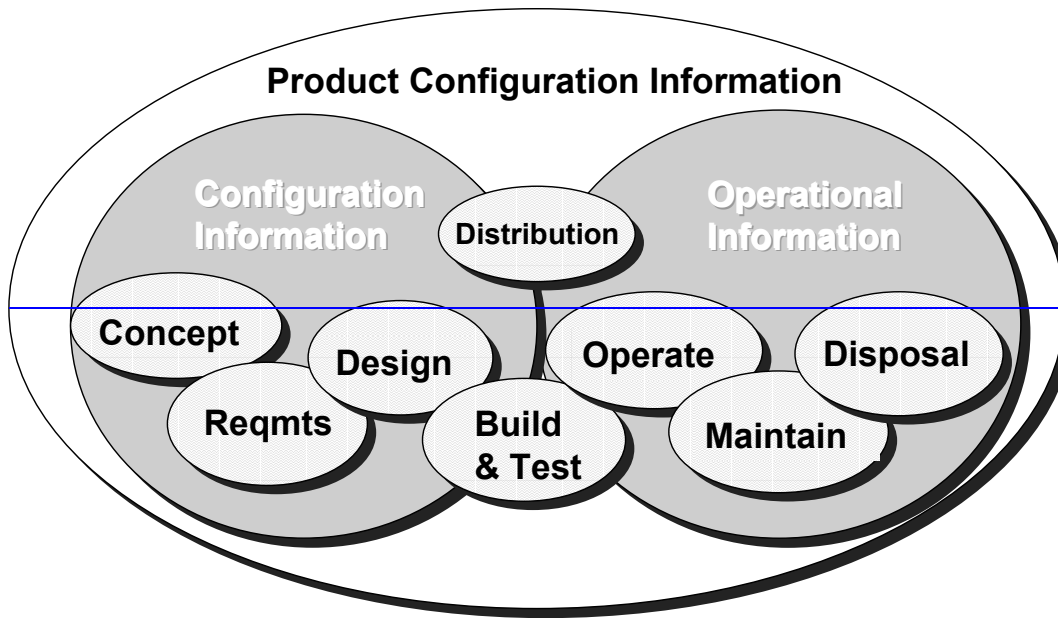 Product Configuration Information
Configuration
Information
Operational
Information
Distribution
Concept
Design
Operate
Disposal
Reqmts
Build
& Test
Maintain